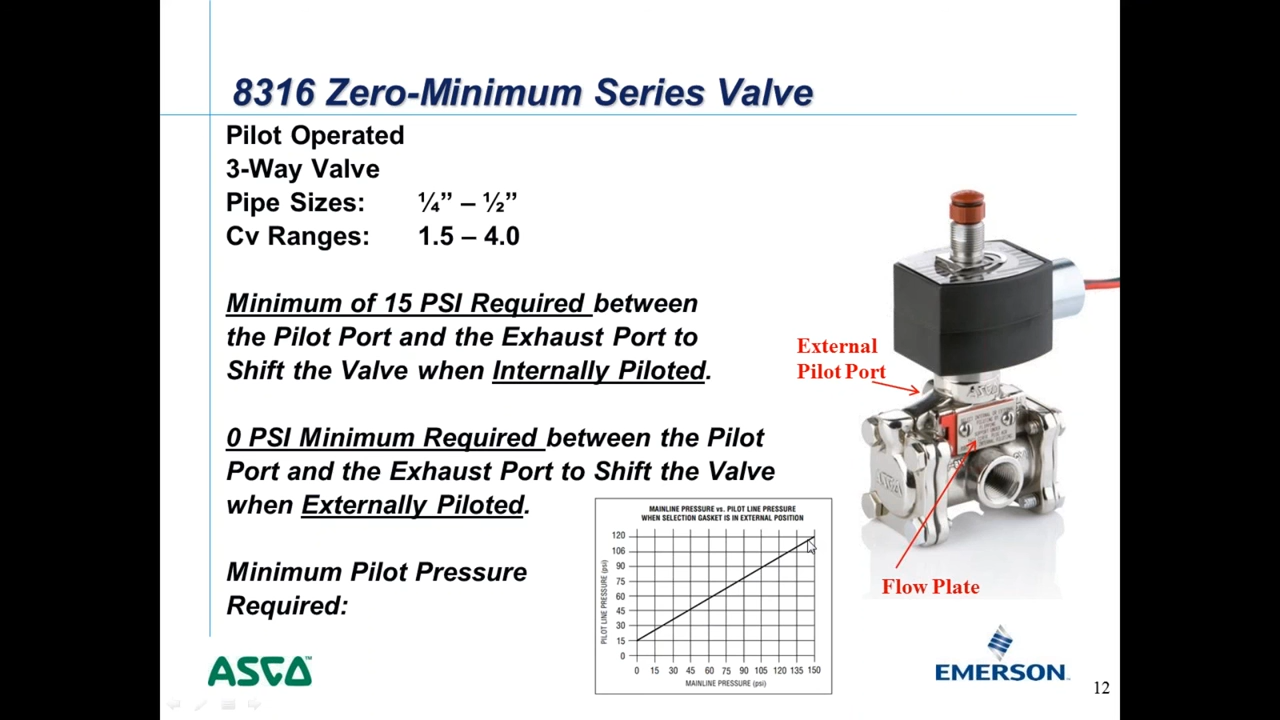 8316 Zero-Minimum Series Valve
Pilot Operated
3-Way Valve
Pipe Sizes: ¼” – ½”
Cv Ranges: 1.5 – 4.0
Minimum of 15 PSI Required between
the Pilot Port and the Exhaust Port to
Shift the Valve when Internally Piloted.
0 PSI Minimum Required between the Pilot
Port and the Exhaust Port to Shift the Valve
when Externally Piloted.
Minimum Pilot Pressure
Required:
External
Pilot Port
ASCO
ASCA
Flow Plate
MAINLINE PRESSURE vs. PILOT LINE PRESSURE
WHEN SELECTION GASKET IS IN EXTERNAL POSITION
PILOT LINE PRESSURE (psi)
120
106
90
75
60
45
30
15
0
0 15 30 45 60 75 90 105 120 135 150
MAINLINE PRESSURE (psi)
ASCO™
EMERSON™
12